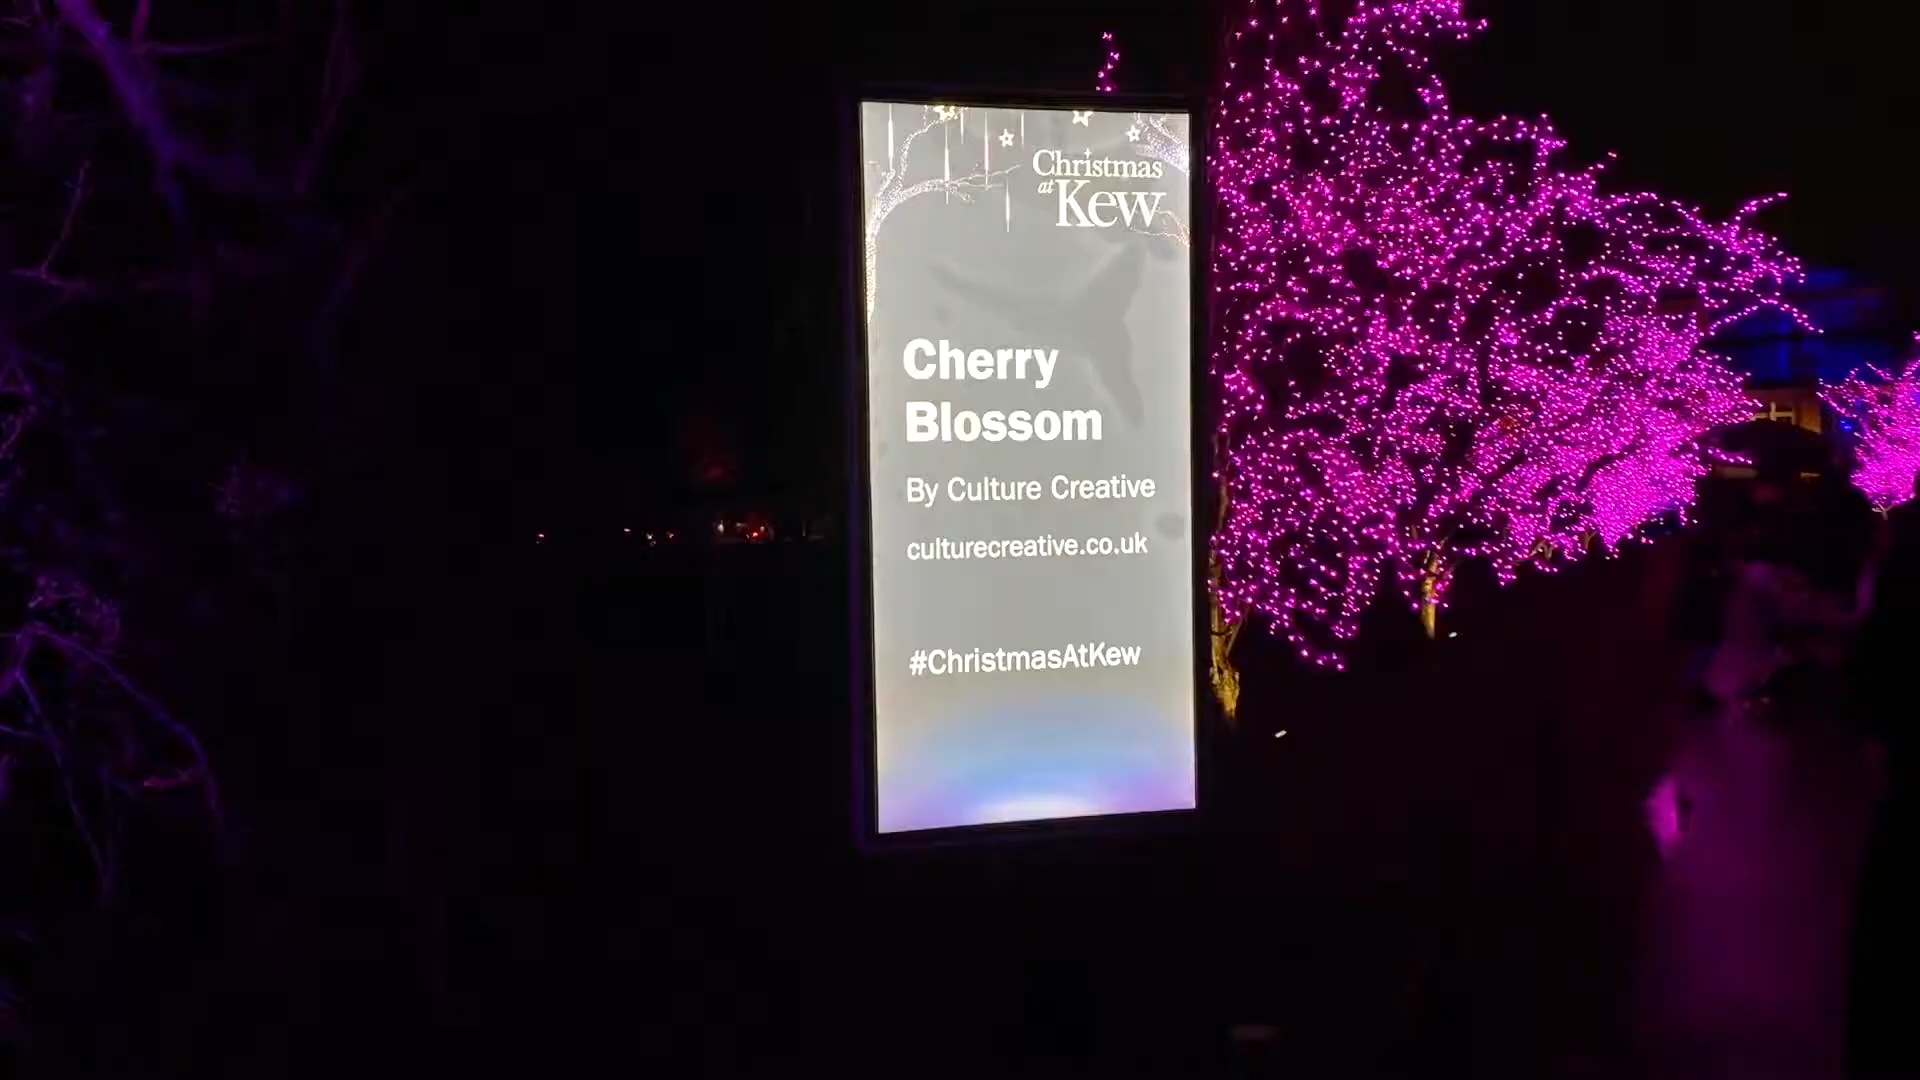 Christmas
at Kew
Cherry
Blossom
By Culture Creative
culturecreative.co.uk
#ChristmasAtKew